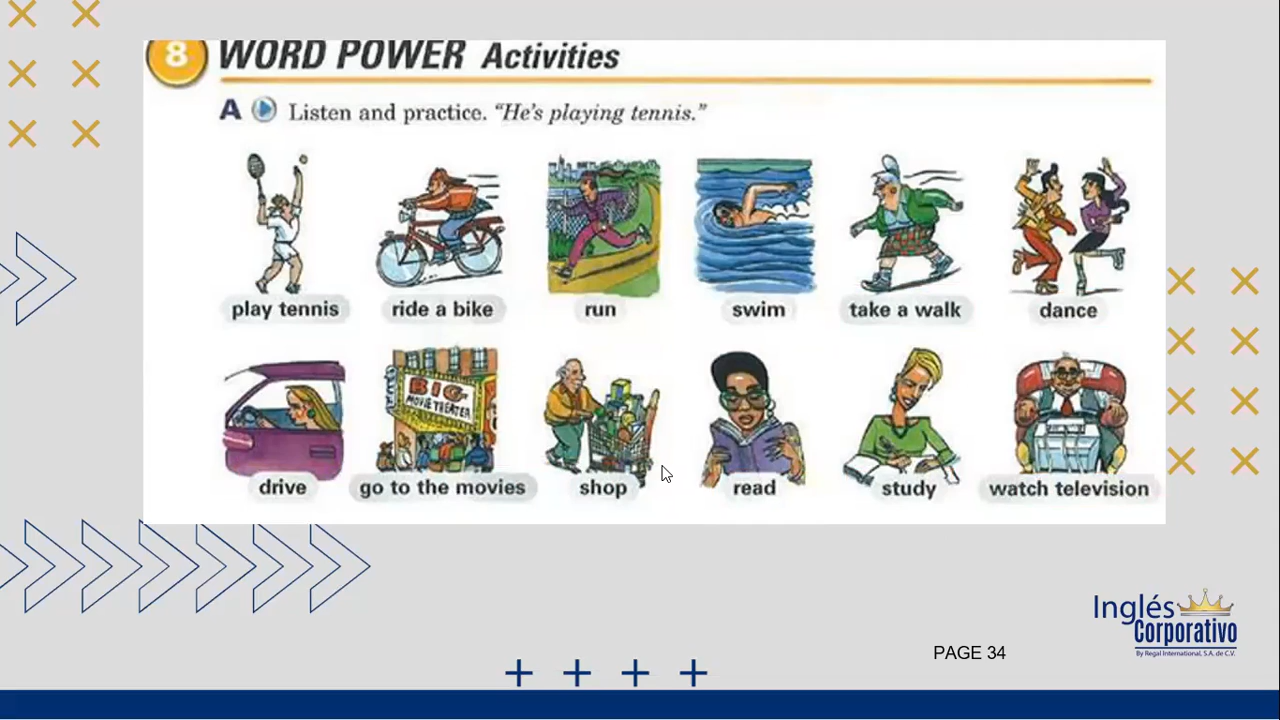 8 WORD POWER Activities
A Listen and practice. "He's playing tennis."
play tennis ride a bike run swim take a walk dance
BIG
MOVIE THEATER
drive go to the movies shop read study watch television
Inglés
Corporativo
By Regal International, S.A. de C.V.
PAGE 34